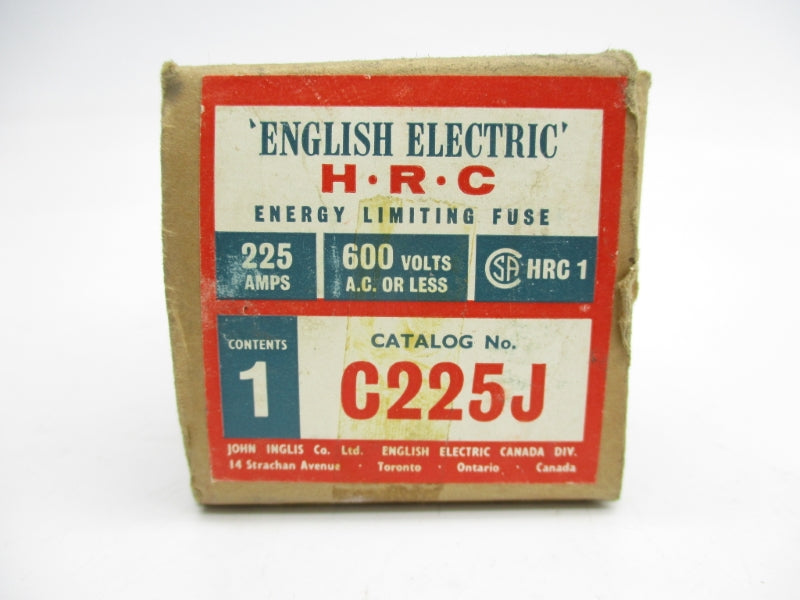 'ENGLISH ELECTRIC'
H·R·C
ENERGY LIMITING FUSE
225 AMPS
600 VOLTS A.C. OR LESS
CSA HRC 1
CONTENTS 1
CATALOG No.
C225J
JOHN INGLIS Co. Ltd. ENGLISH ELECTRIC CANADA DIV.
14 Strachan Avenue · Toronto · Ontario · Canada